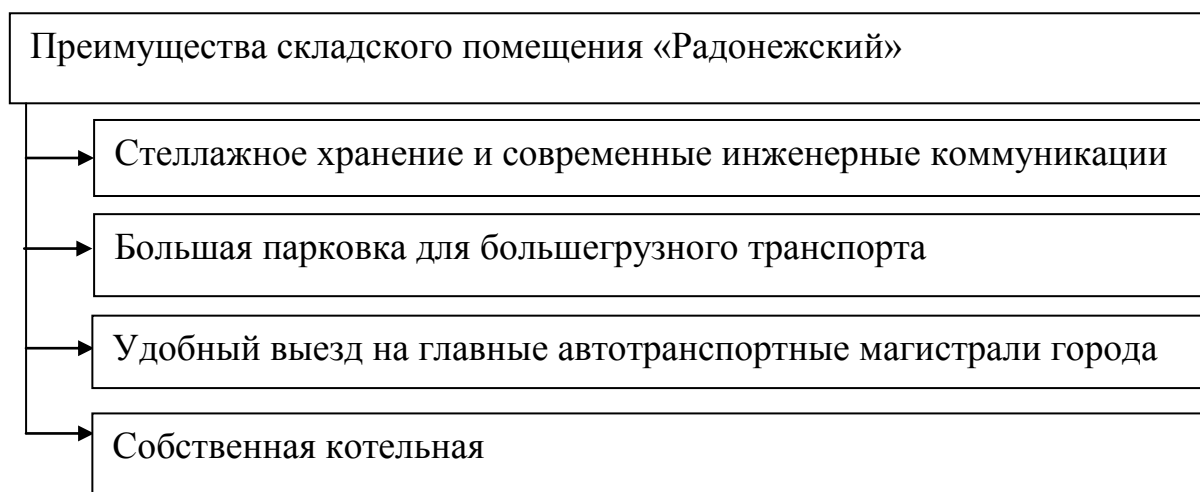 Преимущества складского помещения «Радонежский»
Стеллажное хранение и современные инженерные коммуникации
Большая парковка для большегрузного транспорта
Удобный выезд на главные автотранспортные магистрали города
Собственная котельная